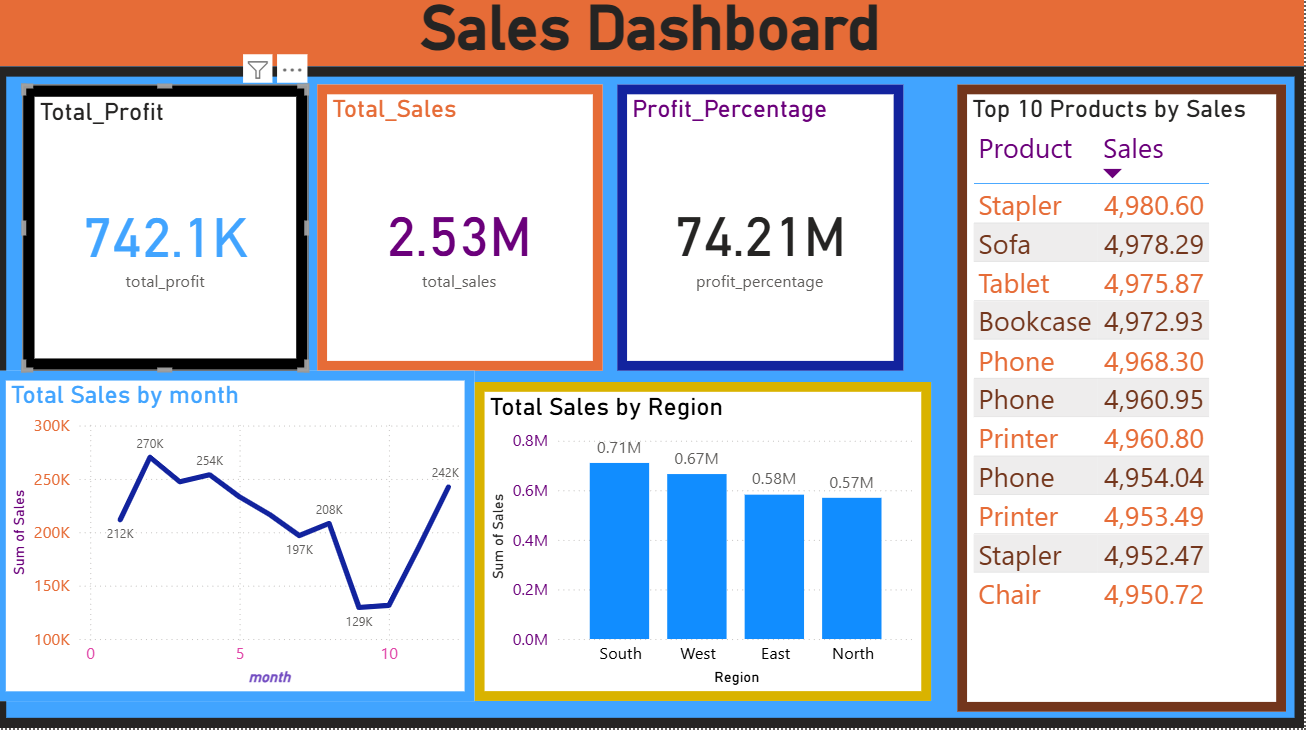 Sales Dashboard
Total_Profit
742.1K
total_profit
Total_Sales
2.53M
total_sales
Profit_Percentage
74.21M
profit_percentage
Top 10 Products by Sales
Product Sales
Stapler 4,980.60
Sofa 4,978.29
Tablet 4,975.87
Bookcase 4,972.93
Phone 4,968.30
Phone 4,960.95
Printer 4,960.80
Phone 4,954.04
Printer 4,953.49
Stapler 4,952.47
Chair 4,950.72
Total Sales by month
Sum of Sales
300K
250K
200K
150K
100K
212K
270K
254K
197K
208K
129K
242K
0 5 10
month
Total Sales by Region
Sum of Sales
0.8M
0.6M
0.4M
0.2M
0.0M
0.71M
0.67M
0.58M
0.57M
South West East North
Region